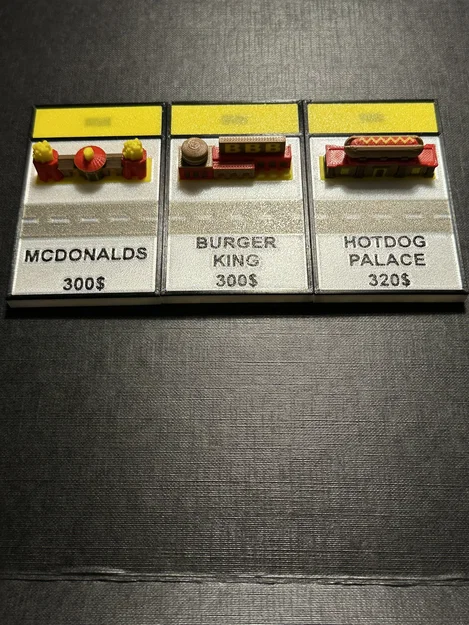 MCDONALDS
300$
BURGER
KING
300$
HOTDOG
PALACE
320$